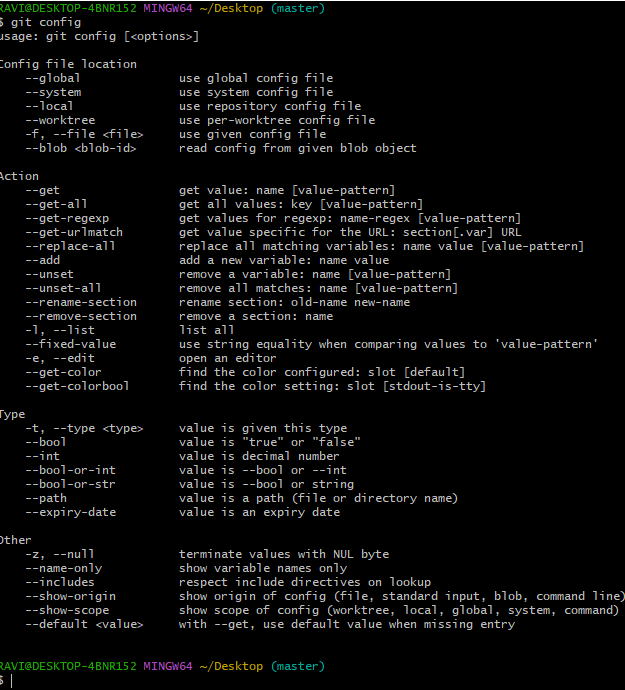 RAVI@DESKTOP-4BNR152 MINGW64 ~/Desktop (master)
$ git config
usage: git config [<options>]

Config file location
    --global              use global config file
    --system              use system config file
    --local               use repository config file
    --worktree            use per-worktree config file
    -f, --file <file>     use given config file
    --blob <blob-id>      read config from given blob object

Action
    --get                 get value: name [value-pattern]
    --get-all             get all values: key [value-pattern]
    --get-regexp          get values for regexp: name-regex [value-pattern]
    --get-urlmatch        get value specific for the URL: section[.var] URL
    --replace-all         replace all matching variables: name value [value-pattern]
    --add                 add a new variable: name value
    --unset               remove a variable: name [value-pattern]
    --unset-all           remove all matches: name [value-pattern]
    --rename-section      rename section: old-name new-name
    --remove-section      remove a section: name
    -l, --list            list all
    --fixed-value         use string equality when comparing values to 'value-pattern'
    -e, --edit            open an editor
    --get-color           find the color configured: slot [default]
    --get-colorbool       find the color setting: slot [stdout-is-tty]

Type
    -t, --type <type>     value is given this type
    --bool                value is "true" or "false"
    --int                 value is decimal number
    --bool-or-int         value is --bool or --int
    --bool-or-str         value is --bool or string
    --path                value is a path (file or directory name)
    --expiry-date         value is an expiry date

Other
    -z, --null            terminate values with NUL byte
    --name-only           show variable names only
    --includes            respect include directives on lookup
    --show-origin         show origin of config (file, standard input, blob, command line)
    --show-scope          show scope of config (worktree, local, global, system, command)
    --default <value>     with --get, use default value when missing entry

RAVI@DESKTOP-4BNR152 MINGW64 ~/Desktop (master)
$